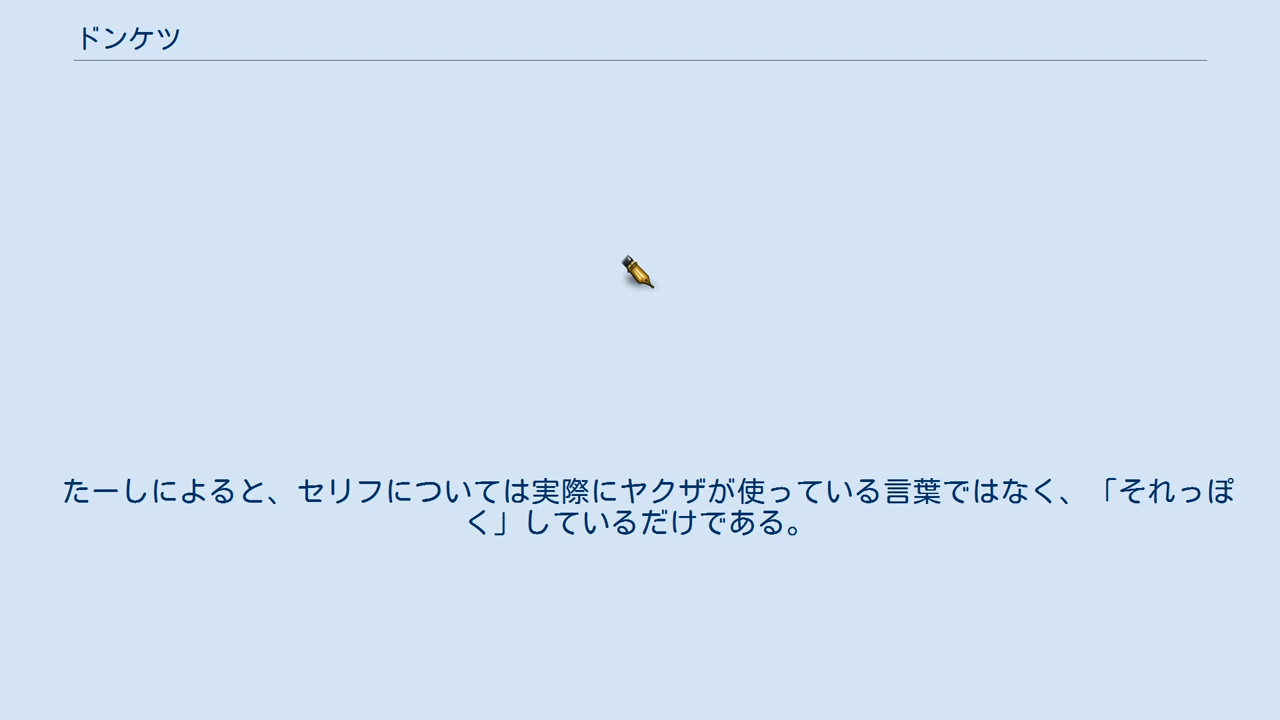 ドンケツ
たーしによると、セリフについては実際にヤクザが使っている言葉ではなく、「それっぽ
く」しているだけである。